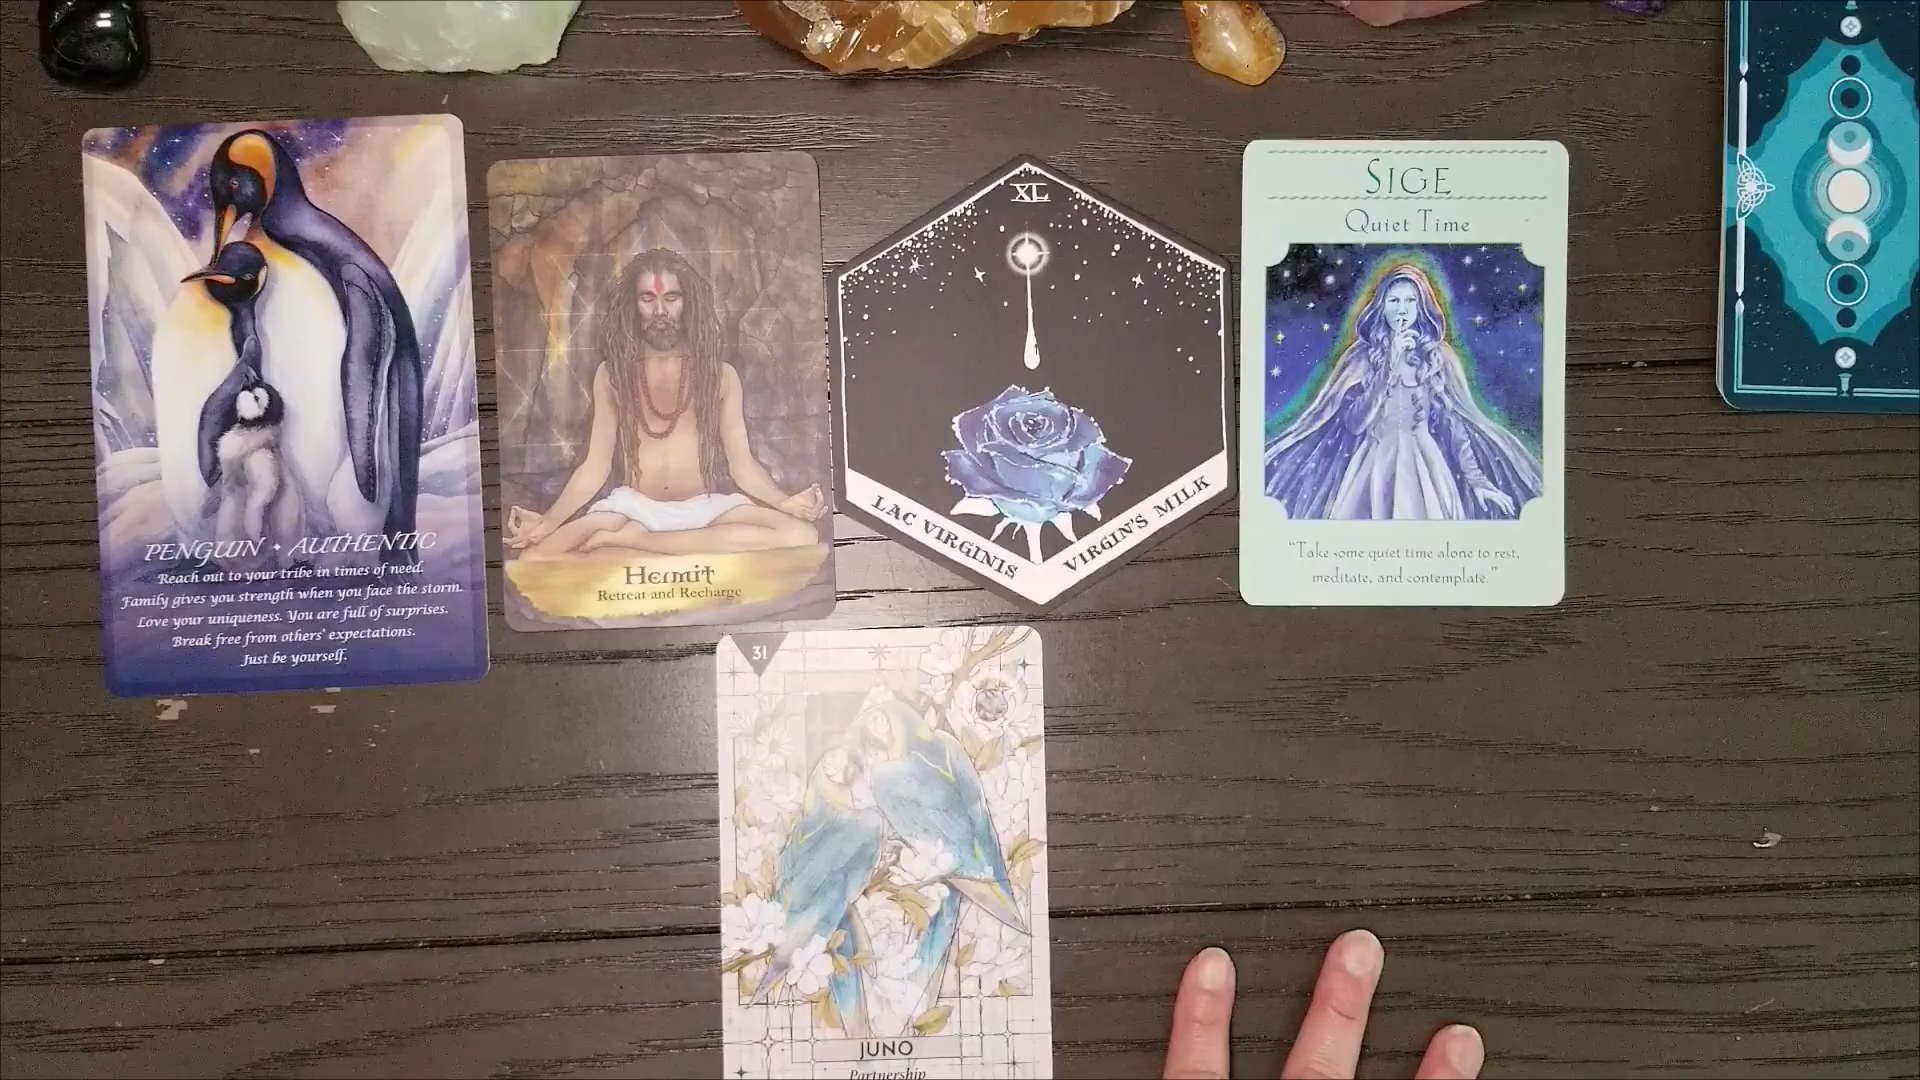 PENGUIN • AUTHENTIC
Reach out to your tribe in times of need.
Family gives you strength when you face the storm.
Love your uniqueness. You are full of surprises.
Break free from others' expectations.
Just be yourself.
Hermit
Retreat and Recharge
XL
LAC VIRGINIS
VIRGIN'S MILK
SIGE
Quiet Time
"Take some quiet time alone to rest,
meditate, and contemplate."
31
JUNO
Partnership